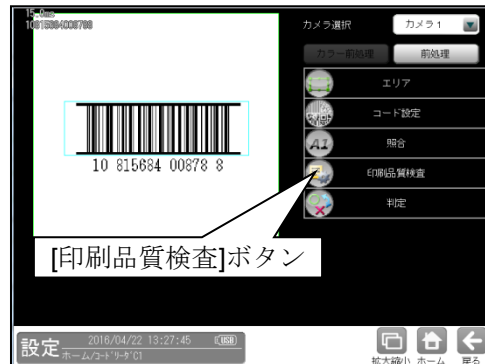 15.0ms
10815684008788
カメラ選択 カメラ1
カラー前処理 前処理
エリア
コード設定
AI 照合
印刷品質検査
判定
10 815684 00878 8
[印刷品質検査]ボタン
設定 2016/04/22 13:27:45 USB
ホーム/コードリーダC1
拡大縮小 ホーム 戻る